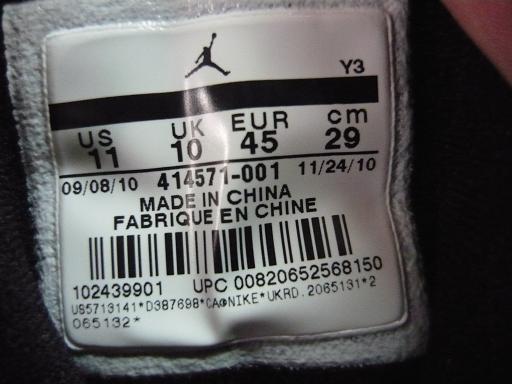 Y3
US UK EUR cm
11 10 45 29
09/08/10 414571-001 11/24/10
MADE IN CHINA
FABRIQUE EN CHINE
102439901 UPC 00820652568150
US5713141*D387698*CA@NIKE*UKRD.2065131*2
065132*